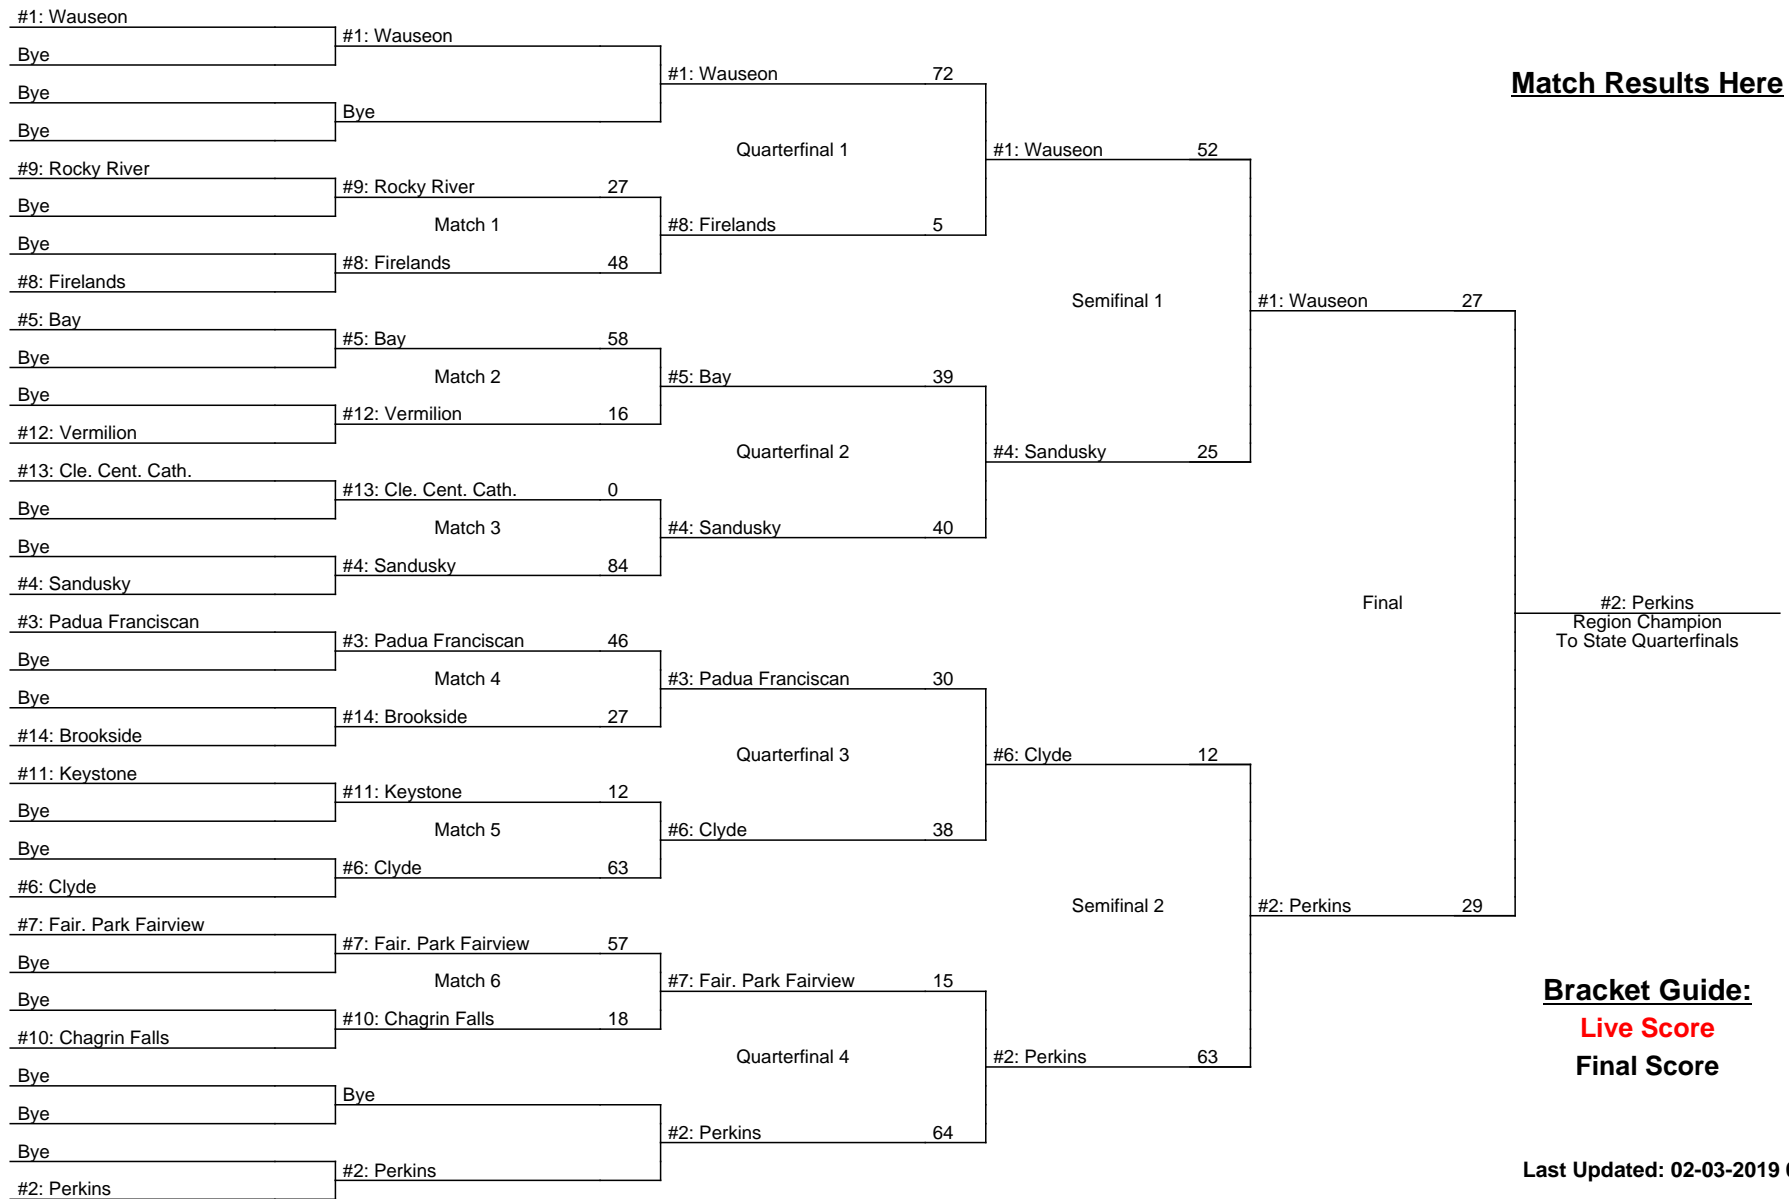 #1: Wauseon
Bye
Bye
Bye
#9: Rocky River
Bye
Bye
#8: Firelands
#5: Bay
Bye
Bye
#12: Vermilion
#13: Cle. Cent. Cath.
Bye
Bye
#4: Sandusky
#3: Padua Franciscan
Bye
Bye
#14: Brookside
#11: Keystone
Bye
Bye
#6: Clyde
#7: Fair. Park Fairview
Bye
Bye
#10: Chagrin Falls
Bye
Bye
Bye
#2: Perkins
#1: Wauseon
Bye
#9: Rocky River 27
Match 1
#8: Firelands 48
#5: Bay 58
Match 2
#12: Vermilion 16
#13: Cle. Cent. Cath. 0
Match 3
#4: Sandusky 84
#3: Padua Franciscan 46
Match 4
#14: Brookside 27
#11: Keystone 12
Match 5
#6: Clyde 63
#7: Fair. Park Fairview 57
Match 6
#10: Chagrin Falls 18
Bye
#2: Perkins
#1: Wauseon 72
Quarterfinal 1
#8: Firelands 5
#5: Bay 39
Quarterfinal 2
#4: Sandusky 40
#3: Padua Franciscan 30
Quarterfinal 3
#6: Clyde 38
#7: Fair. Park Fairview 15
Quarterfinal 4
#2: Perkins 64
#1: Wauseon 52
Semifinal 1
#4: Sandusky 25
#6: Clyde 12
Semifinal 2
#2: Perkins 63
#1: Wauseon 27
Final
#2: Perkins 29
Match Results Here
#2: Perkins
Region Champion
To State Quarterfinals
Bracket Guide:
Live Score
Final Score
Last Updated: 02-03-2019